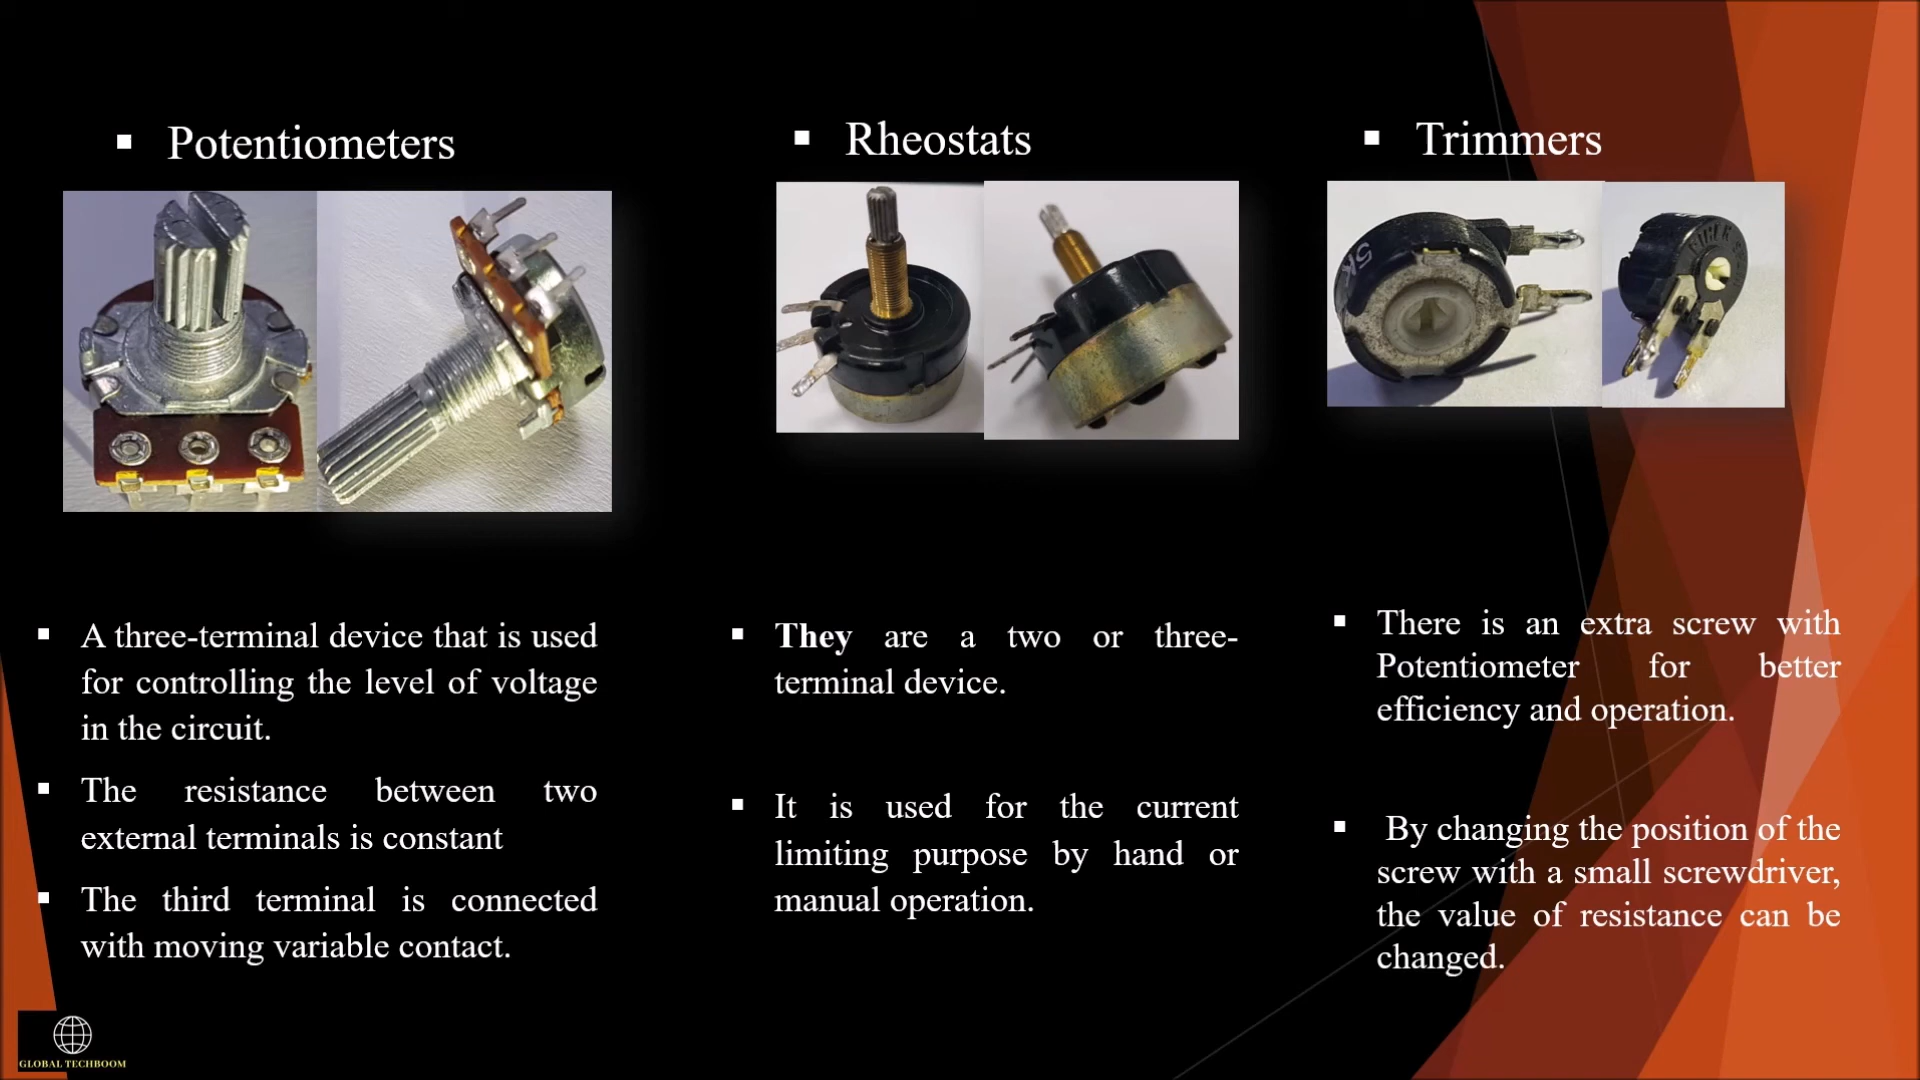 Potentiometers
A three-terminal device that is used
for controlling the level of voltage
in the circuit.
The resistance between two
external terminals is constant
The third terminal is connected
with moving variable contact.
Rheostats
They are a two or three-
terminal device.
It is used for the current
limiting purpose by hand or
manual operation.
Trimmers
5K
There is an extra screw with
Potentiometer for better
efficiency and operation.
By changing the position of the
screw with a small screwdriver,
the value of resistance can be
changed.
GLOBAL TECHBOOM